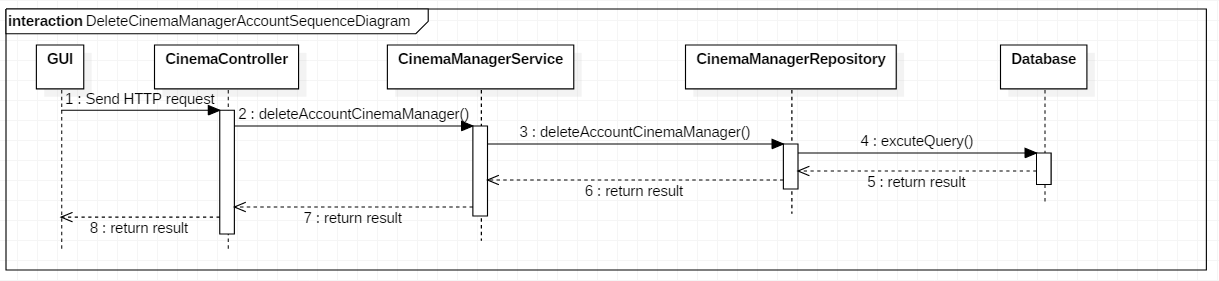 interaction DeleteCinemaManagerAccountSequenceDiagram
GUI
CinemaController
CinemaManagerService
CinemaManagerRepository
Database
1 : Send HTTP request
2 : deleteAccountCinemaManager()
3 : deleteAccountCinemaManager()
4 : excuteQuery()
5 : return result
6 : return result
7 : return result
8 : return result